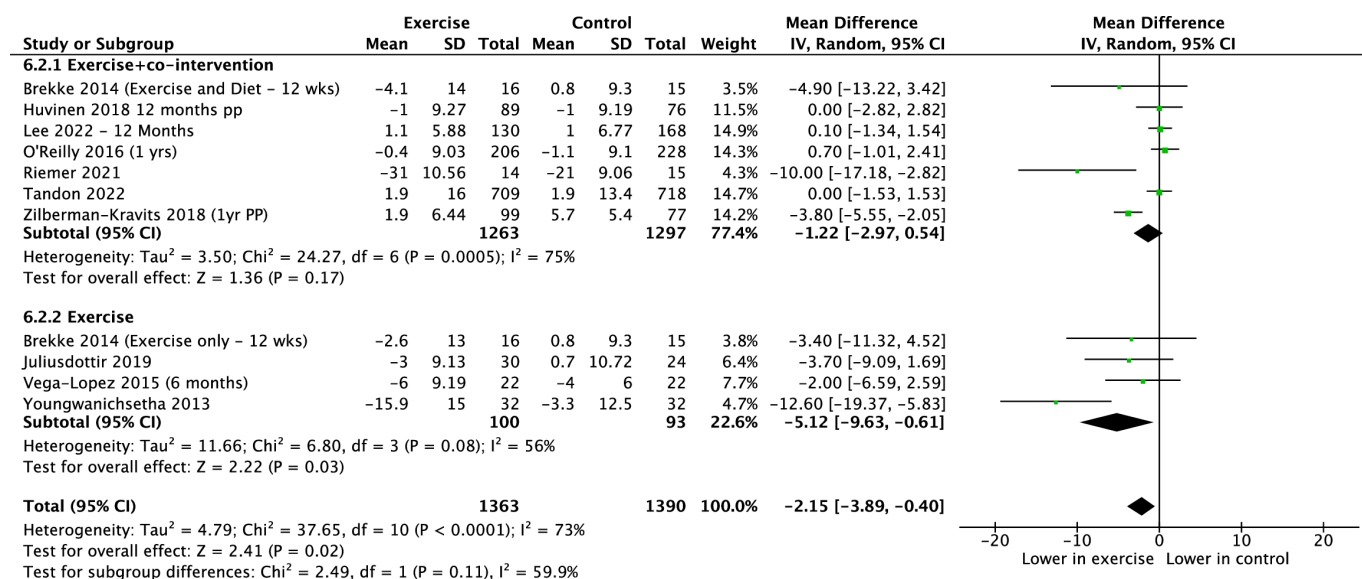 Exercise Control Mean Difference Mean Difference
Study or Subgroup Mean SD Total Mean SD Total Weight IV, Random, 95% CI IV, Random, 95% CI
6.2.1 Exercise+co-intervention
Brekke 2014 (Exercise and Diet - 12 wks) -4.1 14 16 0.8 9.3 15 3.5% -4.90 [-13.22, 3.42]
Huvinen 2018 12 months pp -1 9.27 89 -1 9.19 76 11.5% 0.00 [-2.82, 2.82]
Lee 2022 - 12 Months 1.1 5.88 130 1 6.77 168 14.9% 0.10 [-1.34, 1.54]
O'Reilly 2016 (1 yrs) -0.4 9.03 206 -1.1 9.1 228 14.3% 0.70 [-1.01, 2.41]
Riemer 2021 -31 10.56 14 -21 9.06 15 4.3% -10.00 [-17.18, -2.82]
Tandon 2022 1.9 16 709 1.9 13.4 718 14.7% 0.00 [-1.53, 1.53]
Zilberman-Kravits 2018 (1yr PP) 1.9 6.44 99 5.7 5.4 77 14.2% -3.80 [-5.55, -2.05]
Subtotal (95% CI) 1263 1297 77.4% -1.22 [-2.97, 0.54]
Heterogeneity: Tau² = 3.50; Chi² = 24.27, df = 6 (P = 0.0005); I² = 75%
Test for overall effect: Z = 1.36 (P = 0.17)
6.2.2 Exercise
Brekke 2014 (Exercise only - 12 wks) -2.6 13 16 0.8 9.3 15 3.8% -3.40 [-11.32, 4.52]
Juliusdottir 2019 -3 9.13 30 0.7 10.72 24 6.4% -3.70 [-9.09, 1.69]
Vega-Lopez 2015 (6 months) -6 9.19 22 -4 6 22 7.7% -2.00 [-6.59, 2.59]
Youngwanichsetha 2013 -15.9 15 32 -3.3 12.5 32 4.7% -12.60 [-19.37, -5.83]
Subtotal (95% CI) 100 93 22.6% -5.12 [-9.63, -0.61]
Heterogeneity: Tau² = 11.66; Chi² = 6.80, df = 3 (P = 0.08); I² = 56%
Test for overall effect: Z = 2.22 (P = 0.03)
Total (95% CI) 1363 1390 100.0% -2.15 [-3.89, -0.40]
Heterogeneity: Tau² = 4.79; Chi² = 37.65, df = 10 (P < 0.0001); I² = 73%
Test for overall effect: Z = 2.41 (P = 0.02)
Test for subgroup differences: Chi² = 2.49, df = 1 (P = 0.11), I² = 59.9%
-20 -10 0 10 20
Lower in exercise Lower in control